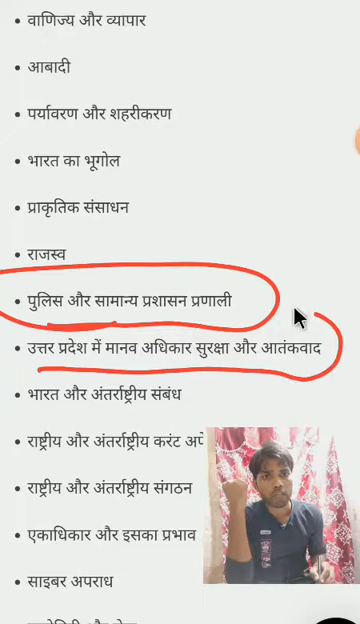 वाणिज्य और व्यापार
आबादी
पर्यावरण और शहरीकरण
भारत का भूगोल
प्राकृतिक संसाधन
राजस्व
पुलिस और सामान्य प्रशासन प्रणाली
उत्तर प्रदेश में मानव अधिकार सुरक्षा और आतंकवाद
भारत और अंतर्राष्ट्रीय संबंध
राष्ट्रीय और अंतर्राष्ट्रीय करंट
राष्ट्रीय और अंतर्राष्ट्रीय संगठन
एकाधिकार और इसका प्रभाव
साइबर अपराध